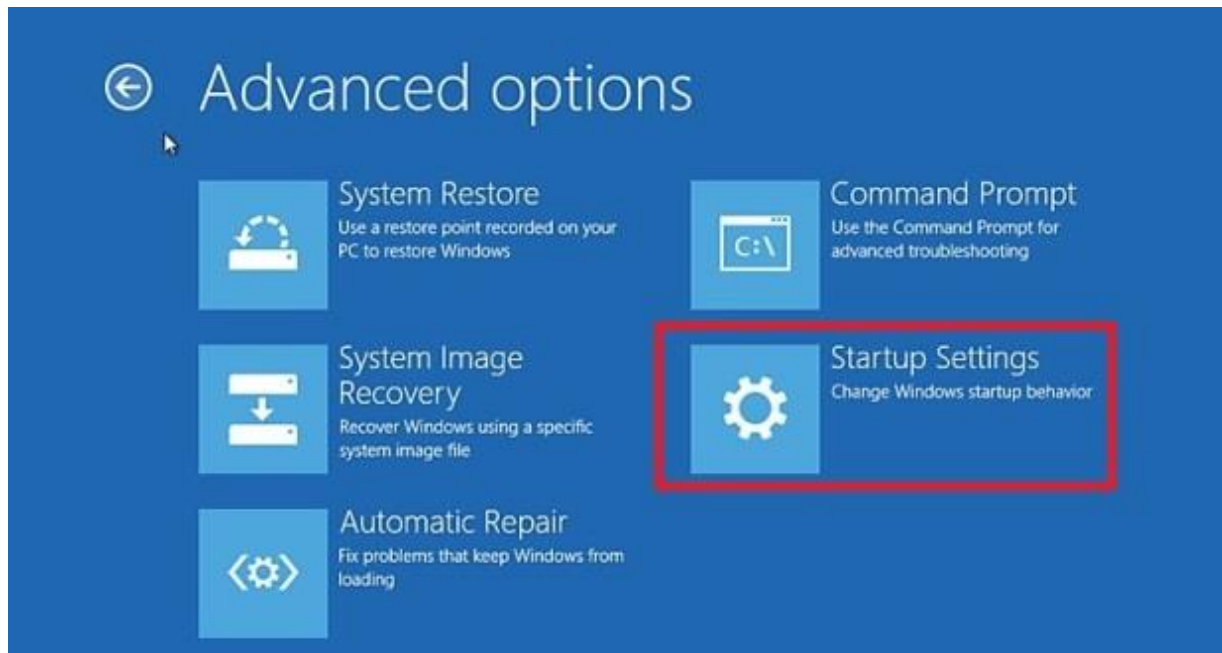 Advanced options
System Restore
Use a restore point recorded on your
PC to restore Windows
System Image
Recovery
Recover Windows using a specific
system image file
Automatic Repair
Fix problems that keep Windows from
loading
Command Prompt
Use the Command Prompt for
advanced troubleshooting
C:\
Startup Settings
Change Windows startup behavior